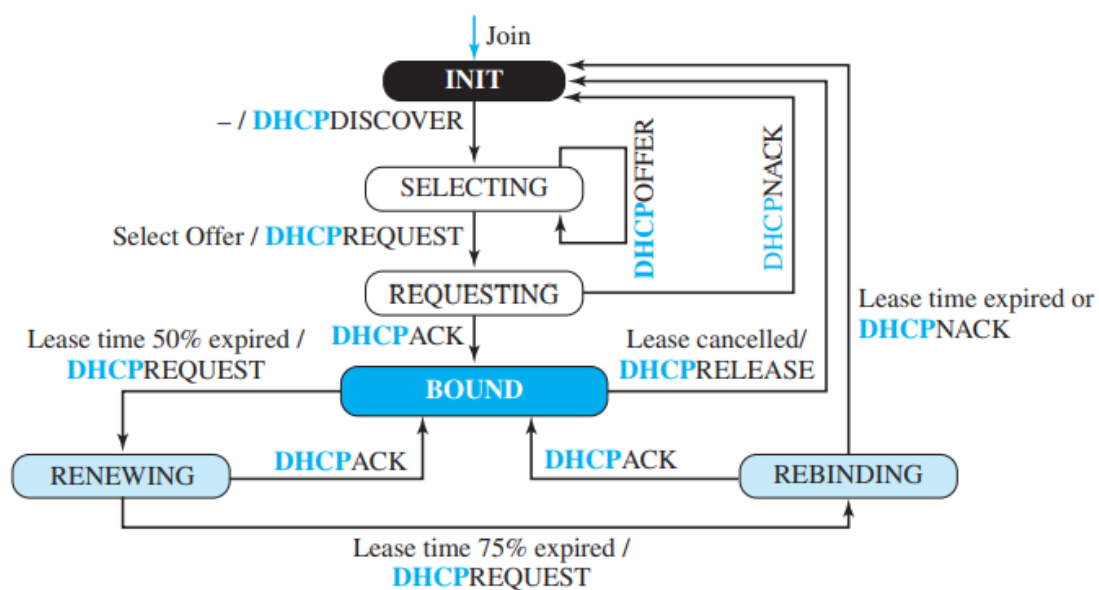 Join
INIT
– / DHCPDISCOVER
DHCPOFFER
DHCPNACK
SELECTING
Select Offer / DHCPREQUEST
REQUESTING
Lease time expired or
DHCPNACK
Lease time 50% expired /
DHCPREQUEST
DHCPACK
Lease cancelled/
DHCPRELEASE
BOUND
DHCPACK
DHCPACK
RENEWING
REBINDING
Lease time 75% expired /
DHCPREQUEST